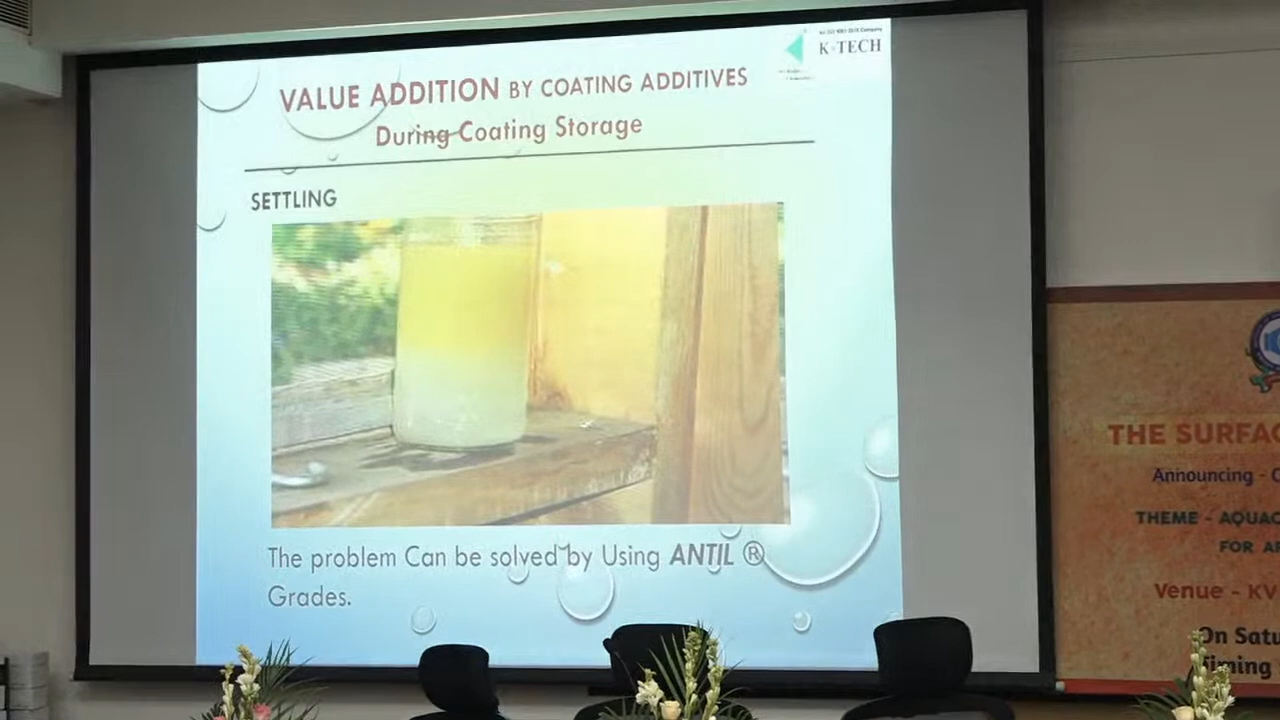 K-TECH
VALUE ADDITION BY COATING ADDITIVES
During Coating Storage
SETTLING
The problem Can be solved by Using ANTIL ®
Grades.
THE SURFAC
Announcing - C
THEME - AQUAC
FOR AR
Venue - KV
On Satu
Timing